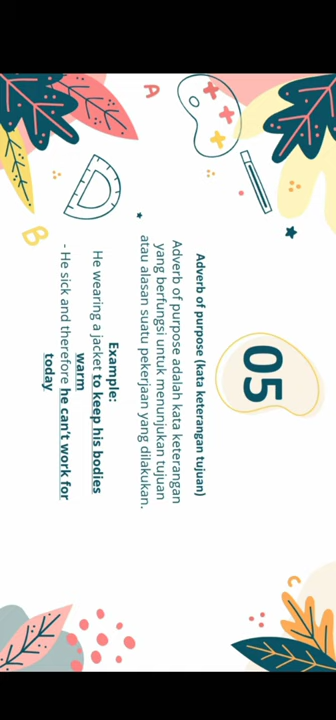 05
Adverb of purpose (kata keterangan tujuan)
Adverb of purpose adalah kata keterangan
yang berfungsi untuk menunjukan tujuan
atau alasan suatu pekerjaan yang dilakukan.
Example:
He wearing a jacket to keep his bodies
warm
- He sick and therefore he can't work for
today
A
B
C